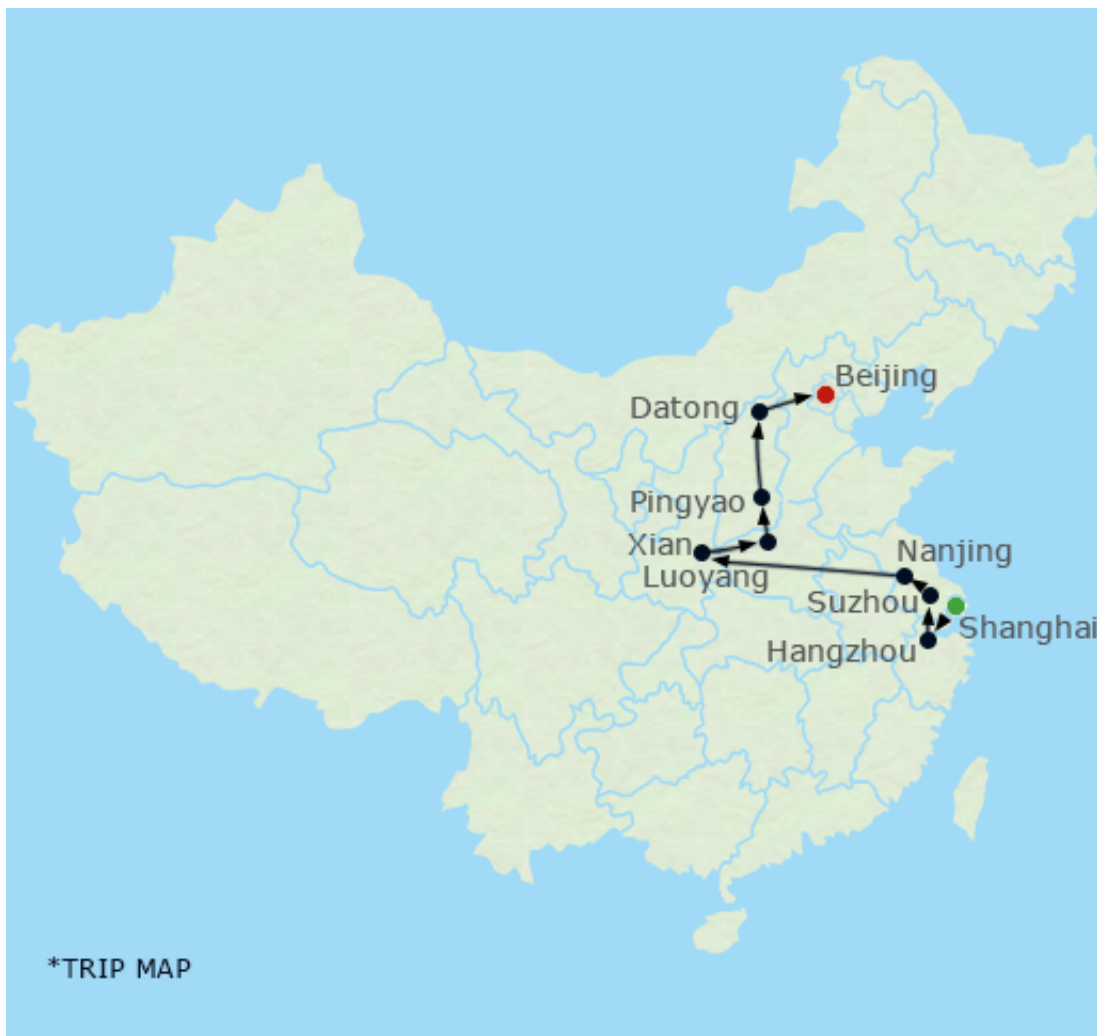 Beijing
Datong
Pingyao
Xian
Luoyang
Nanjing
Suzhou
Shanghai
Hangzhou
*TRIP MAP